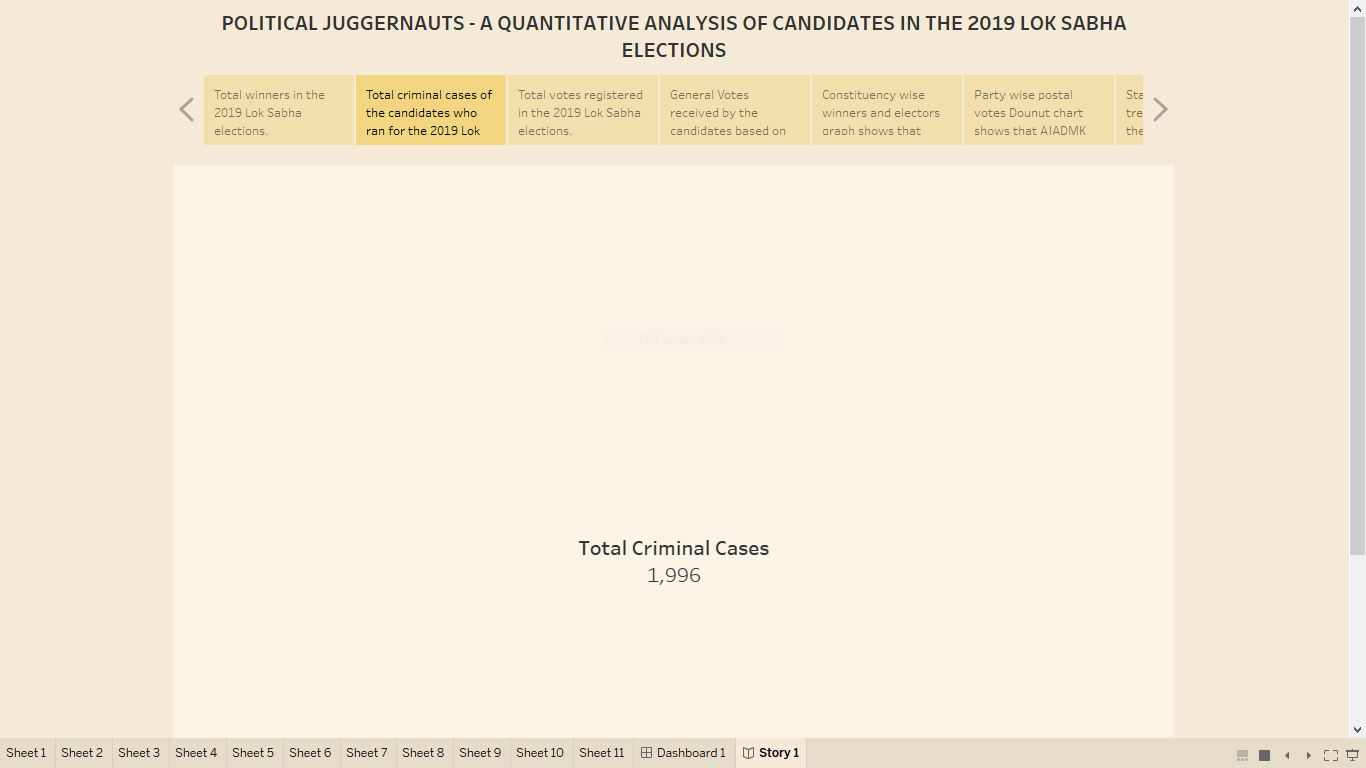 POLITICAL JUGGERNAUTS - A QUANTITATIVE ANALYSIS OF CANDIDATES IN THE 2019 LOK SABHA
ELECTIONS
Total winners in the
2019 Lok Sabha
elections.
Total criminal cases of
the candidates who
ran for the 2019 Lok
Total votes registered
in the 2019 Lok Sabha
elections.
General Votes
received by the
candidates based on
Constituency wise
winners and electors
graph shows that
Party wise postal
votes Dounut chart
shows that AIADMK
Sta
tre
the
Full-screen Snip
Total Criminal Cases
1,996
Sheet 1 Sheet 2 Sheet 3 Sheet 4 Sheet 5 Sheet 6 Sheet 7 Sheet 8 Sheet 9 Sheet 10 Sheet 11 Dashboard 1 Story 1